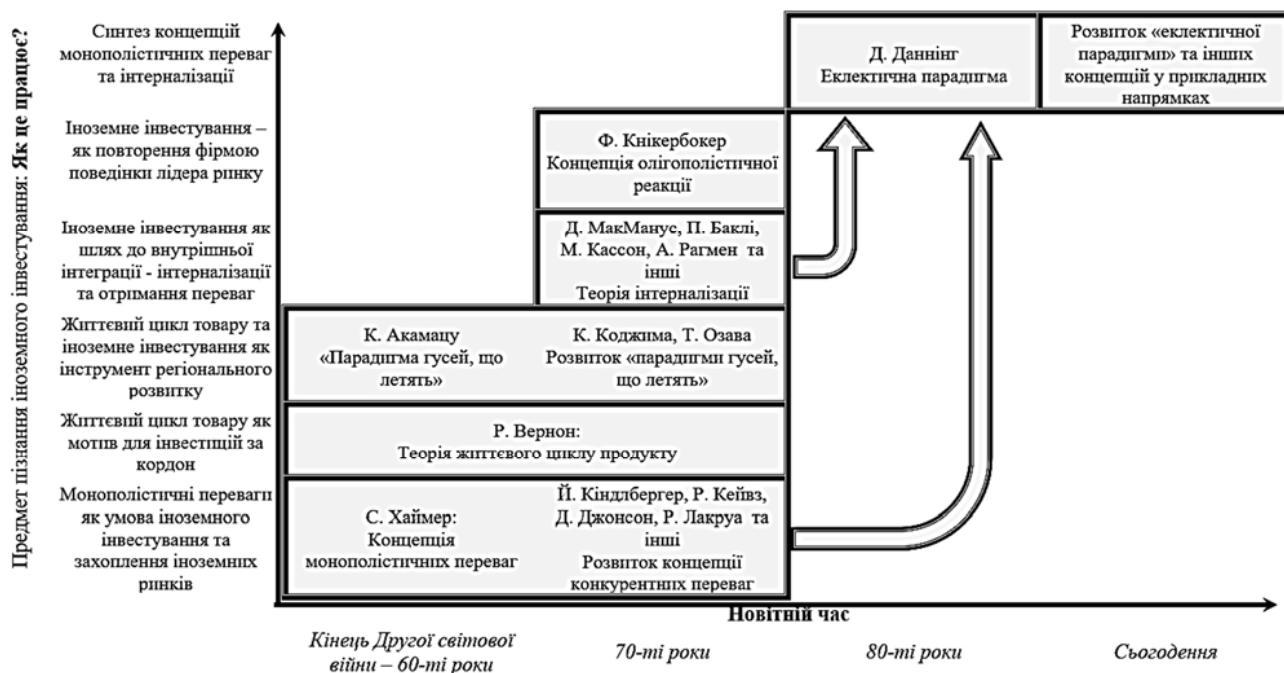 Предмет пізнання іноземного інвестування: Як це працює?
Синтез концепцій
монополістичних переваг
та інтерналізації
Д. Даннінг
Еклектична парадигма
Розвиток «еклектичної
парадигми» та інших
концепцій у прикладних
напрямках
Іноземне інвестування –
як повторення фірмою
поведінки лідера ринку
Ф. Кнікербокер
Концепція олігополістичної
реакції
Іноземне інвестування як
шлях до внутрішньої
інтеграції - інтерналізації
та отримання переваг
Д. МакМанус, П. Баклі,
М. Кассон, А. Рагмен та
інші
Теорія інтерналізації
Життєвий цикл товару та
іноземне інвестування як
інструмент регіонального
розвитку
К. Акамацу
«Парадигма гусей, що
летять»
К. Коджима, Т. Озава
Розвиток «парадигми гусей,
що летять»
Життєвий цикл товару як
мотив для інвестицій за
кордон
Р. Вернон:
Теорія життєвого циклу продукту
Монополістичні переваги
як умова іноземного
інвестування та
захоплення іноземних
ринків
С. Хаймер:
Концепція
монополістичних переваг
Й. Кіндлбергер, Р. Кейвз,
Д. Джонсон, Р. Лакруа та
інші
Розвиток концепції
конкурентних переваг
Новітній час
Кінець Другої світової
війни – 60-ті роки
70-ті роки
80-ті роки
Сьогодення